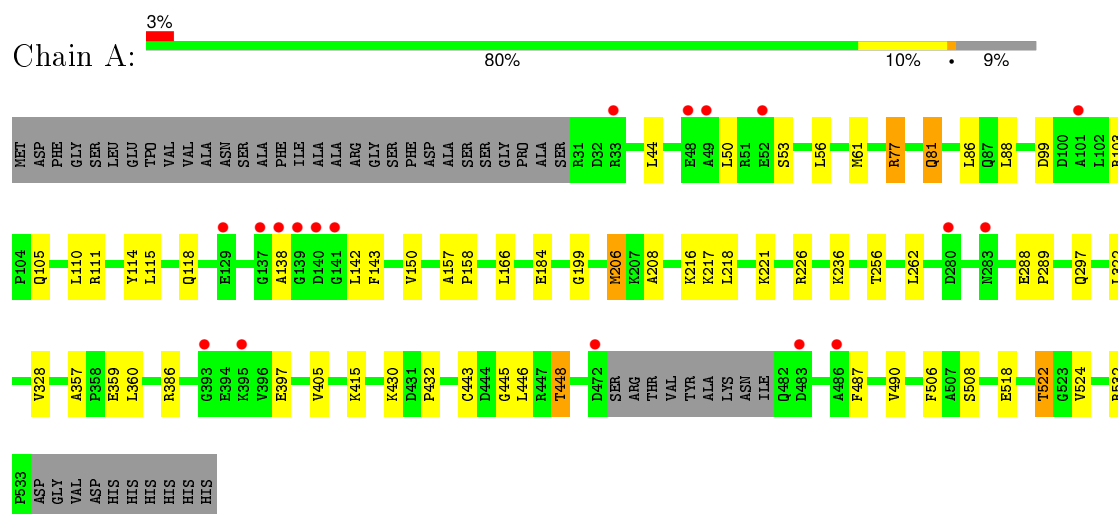 3%
Chain A:
80% 10% • 9%
MET ASP PHE GLY SER LEU GLU TPO VAL VAL ALA ASN SER ALA PHE ILE ALA ALA ARG GLY SER PHE ASP ALA SER SER GLY PRO ALA SER R31 D32 R33 L44 E48 A49 L50 R51 E52 S53 L56 M61 R77 Q81 L86 Q87 L88 D99 D100 A101 L102 R103
P104 Q105 L110 R111 Y114 L115 Q118 E129 G137 A138 G139 D140 G141 L142 F143 V150 A157 P158 L166 E184 G199 M206 K207 A208 K216 K217 L218 K221 R226 K236 T256 L262 D280 N283 E288 P289 Q297 L322
V328 A357 P358 E359 L360 R386 G393 E394 K395 V396 E397 V405 K415 K430 D431 P432 C443 D444 G445 L446 R447 T448 D472 SER ARG THR VAL TYR ALA LYS ASN ILE Q482 D483 A486 F487 V490 F506 A507 S508 E518 T522 G523 V524 R532
P533 ASP GLY VAL ASP HIS HIS HIS HIS HIS HIS